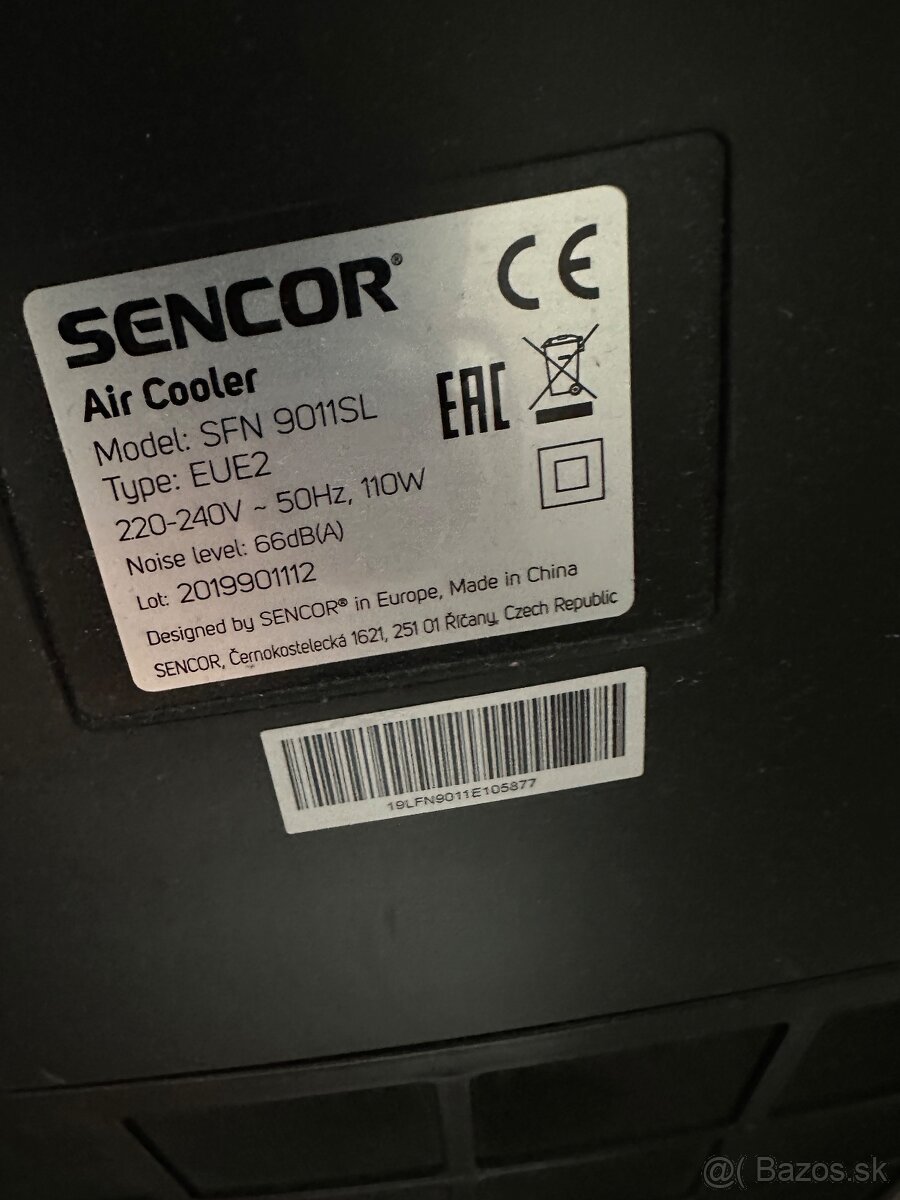 SENCOR®
CE
Air Cooler
EAC
Model: SFN 9011SL
Type: EUE2
220-240V ~ 50Hz, 110W
Noise level: 66dB(A)
Lot: 2019901112
Designed by SENCOR® in Europe, Made in China
SENCOR, Černokostelecká 1621, 251 01 Říčany, Czech Republic
19LFN9011E105877
@( Bazos.sk